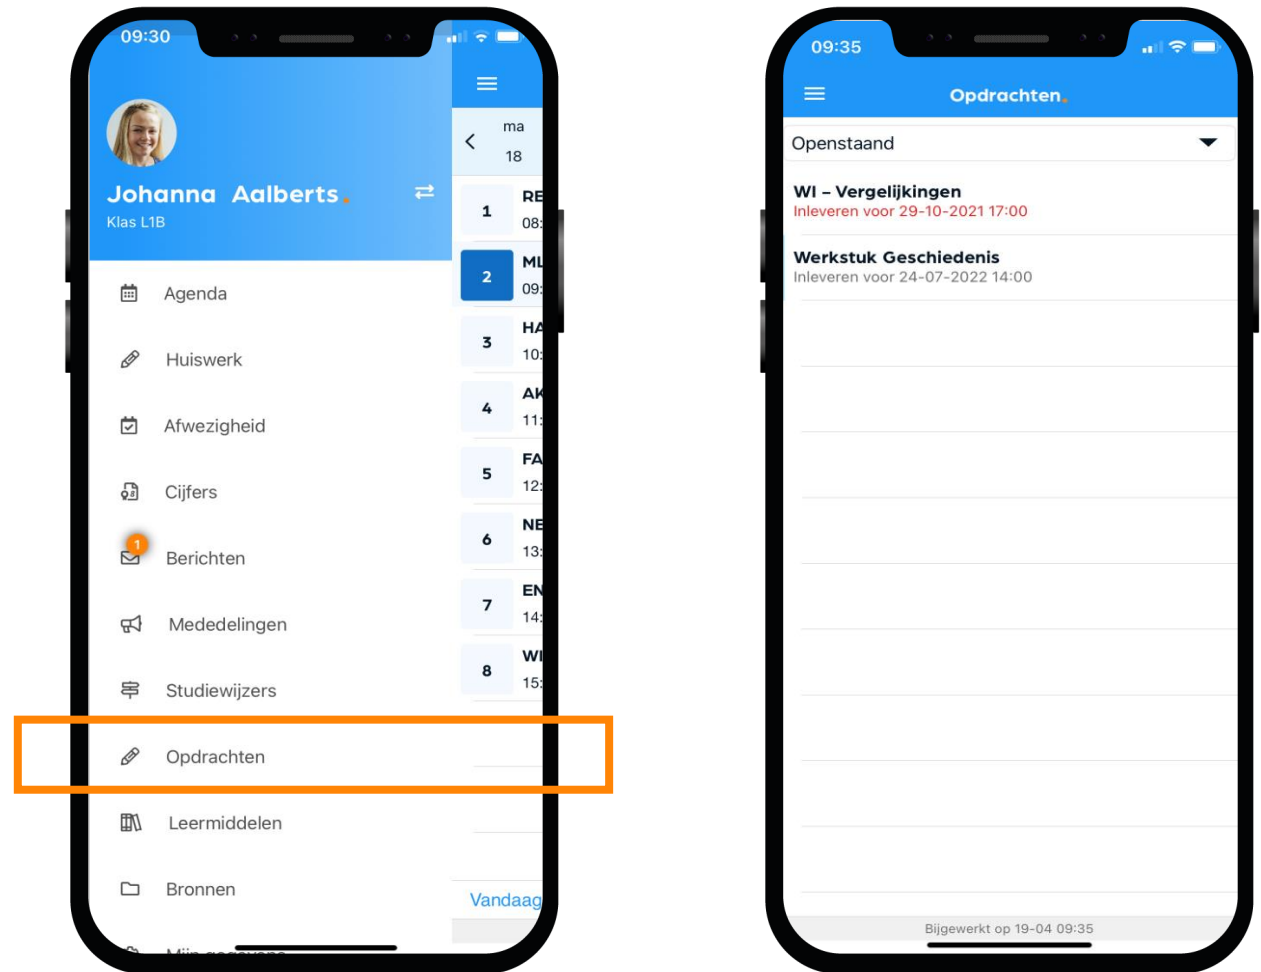 09:30
Johanna Aalberts.
Klas L1B
Agenda
Huiswerk
Afwezigheid
Cijfers
1
Berichten
Mededelingen
Studiewijzers
Opdrachten
Leermiddelen
Bronnen
Mijn gegevens
ma
18
1 RE
08:
2 ML
09:
3 HA
10:
4 AK
11:
5 FA
12:
6 NE
13:
7 EN
14:
8 WI
15:
Vandaag
09:35
Opdrachten.
Openstaand
WI – Vergelijkingen
Inleveren voor 29-10-2021 17:00
Werkstuk Geschiedenis
Inleveren voor 24-07-2022 14:00
Bijgewerkt op 19-04 09:35